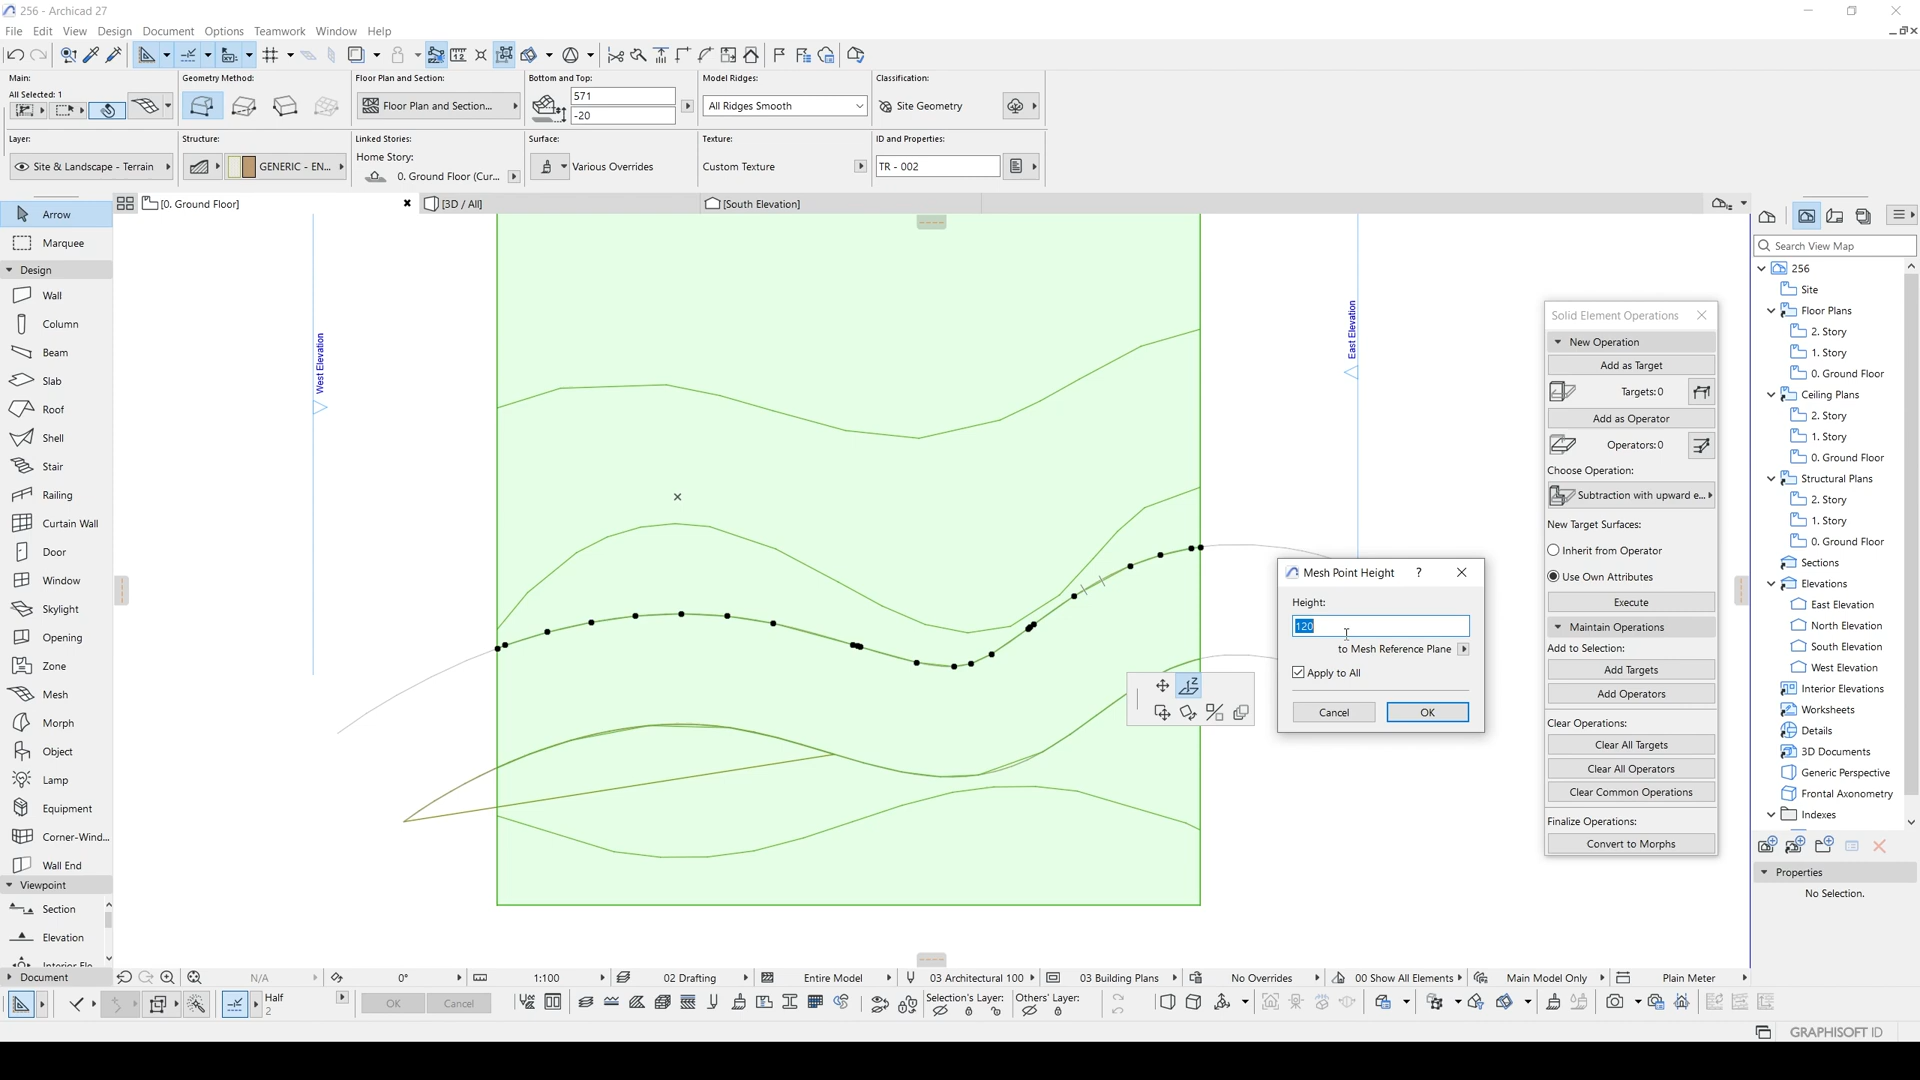 256 - Archicad 27
File Edit View Design Document Options Teamwork Window Help
Main: Geometry Method: Floor Plan and Section: Bottom and Top: Model Ridges: Classification:
All Selected: 1
571
Floor Plan and Section... All Ridges Smooth Site Geometry
-20
Layer: Structure: Linked Stories: Surface: Texture: ID and Properties:
Home Story:
Site & Landscape - Terrain GENERIC - EN... Various Overrides Custom Texture TR - 002
0. Ground Floor (Cur...
[0. Ground Floor] [3D / All] [South Elevation]
Arrow
Marquee
Design
Wall
Column
Beam
Slab
Roof
Shell
Stair
Railing
Curtain Wall
Door
Window
Skylight
Opening
Zone
Mesh
Morph
Object
Lamp
Equipment
Corner-Wind...
Wall End
Viewpoint
Section
Elevation
Document
West Elevation
East Elevation
Mesh Point Height ?
Height:
120
to Mesh Reference Plane
Apply to All
Cancel OK
Solid Element Operations
New Operation
Add as Target
Targets:0
Add as Operator
Operators:0
Choose Operation:
Subtraction with upward e...
New Target Surfaces:
Inherit from Operator
Use Own Attributes
Execute
Maintain Operations
Add to Selection:
Add Targets
Add Operators
Clear Operations:
Clear All Targets
Clear All Operators
Clear Common Operations
Finalize Operations:
Convert to Morphs
Search View Map
256
Site
Floor Plans
2. Story
1. Story
0. Ground Floor
Ceiling Plans
2. Story
1. Story
0. Ground Floor
Structural Plans
2. Story
1. Story
0. Ground Floor
Sections
Elevations
East Elevation
North Elevation
South Elevation
West Elevation
Interior Elevations
Worksheets
Details
3D Documents
Generic Perspective
Frontal Axonometry
Indexes
Properties
No Selection.
N/A 0° 1:100 02 Drafting Entire Model 03 Architectural 100 03 Building Plans No Overrides 00 Show All Elements Main Model Only Plain Meter
Half
2
OK Cancel
Selection's Layer: Others' Layer:
GRAPHISOFT ID